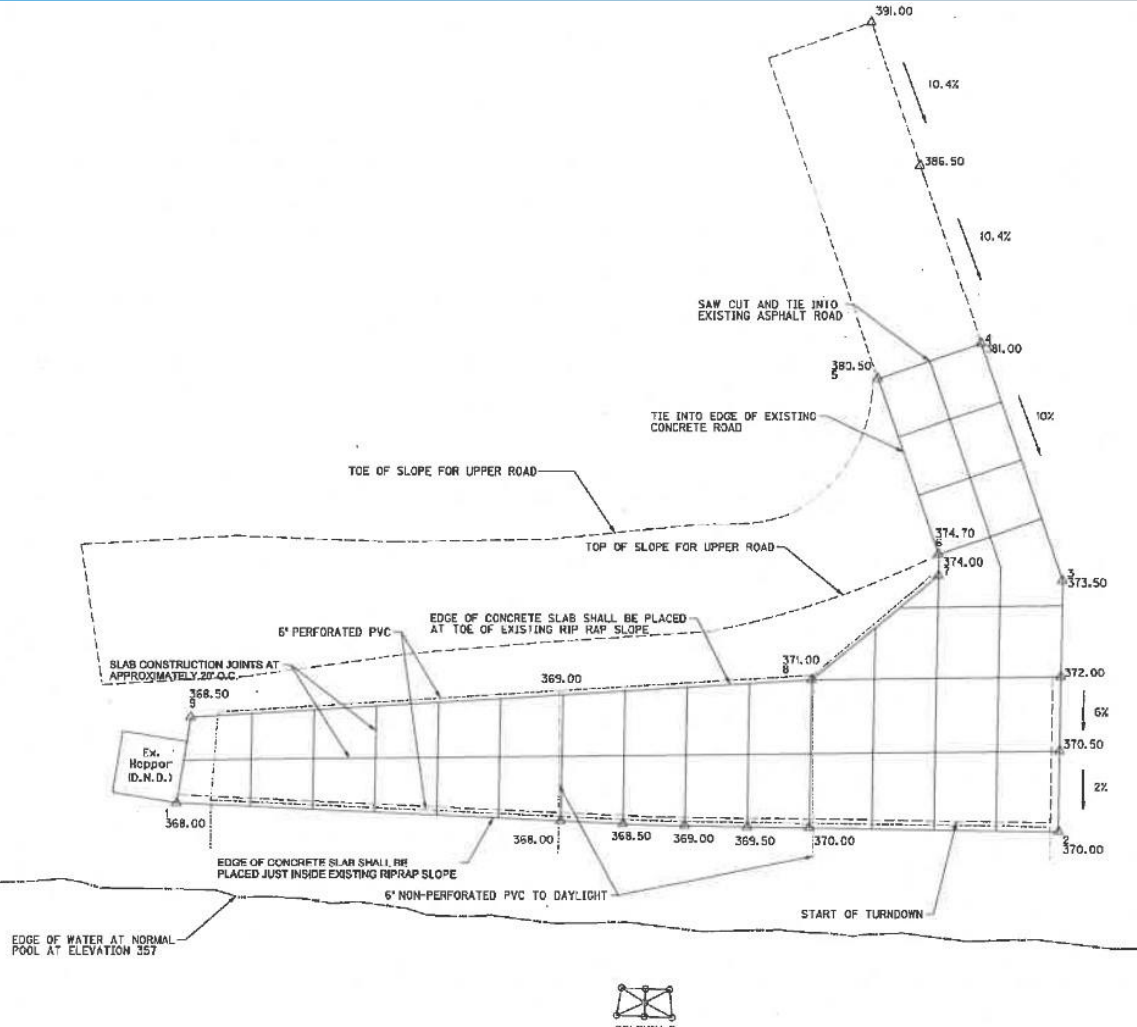 391.00
10.4%
386.50
10.4%
SAW CUT AND TIE INTO
EXISTING ASPHALT ROAD
4
381.00
380.50
5
10%
TIE INTO EDGE OF EXISTING
CONCRETE ROAD
TOE OF SLOPE FOR UPPER ROAD
374.70
6
TOP OF SLOPE FOR UPPER ROAD
374.00
7
3
373.50
EDGE OF CONCRETE SLAB SHALL BE PLACED
AT TOE OF EXISTING RIP RAP SLOPE
6" PERFORATED PVC
SLAB CONSTRUCTION JOINTS AT
APPROXIMATELY 20' O.C.
371.00
8
369.00
372.00
368.50
9
6%
370.50
Ex.
Hopper
(D.N.D.)
2%
1
368.00
368.00
368.50
369.00
369.50
370.00
2
370.00
EDGE OF CONCRETE SLAB SHALL BE
PLACED JUST INSIDE EXISTING RIPRAP SLOPE
6" NON-PERFORATED PVC TO DAYLIGHT
START OF TURNDOWN
EDGE OF WATER AT NORMAL
POOL AT ELEVATION 357